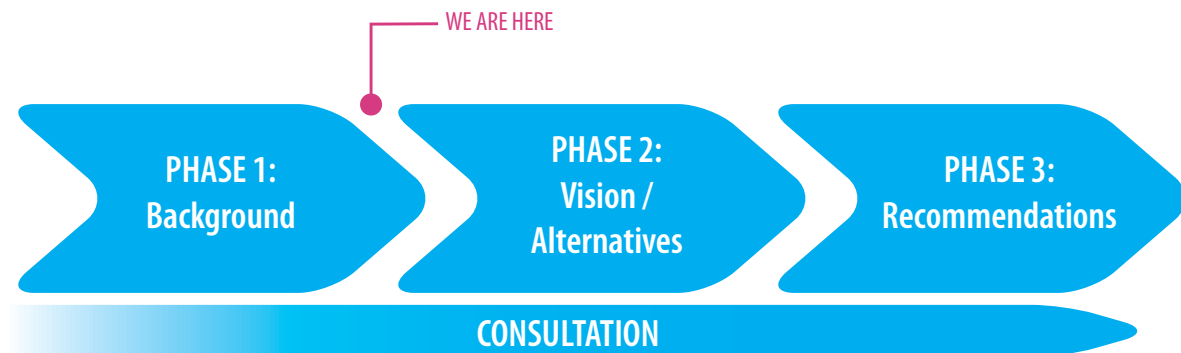 WE ARE HERE
PHASE 1:
Background
PHASE 2:
Vision /
Alternatives
PHASE 3:
Recommendations
CONSULTATION